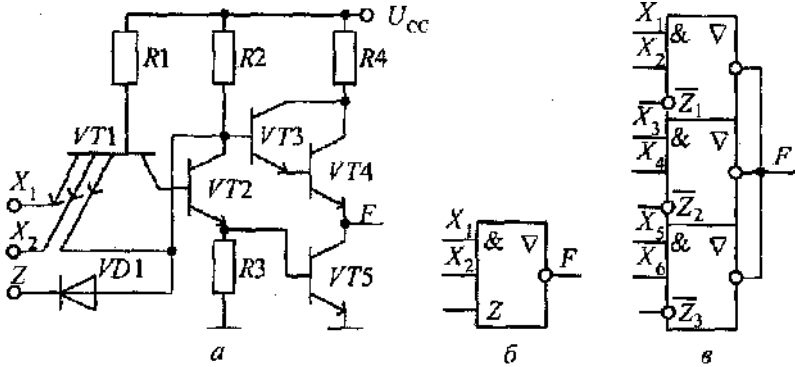 U_CC
R1
R2
R4
VT1
VT3
VT2
VT4
X_1
X_2
F
Z
VD1
R3
VT5
а
X_1
X_2
&
∇
Z
F
б
X_1
X_2
&
∇
Z̅_1
X_3
X_4
&
∇
Z̅_2
F
X_5
X_6
&
∇
Z̅_3
в